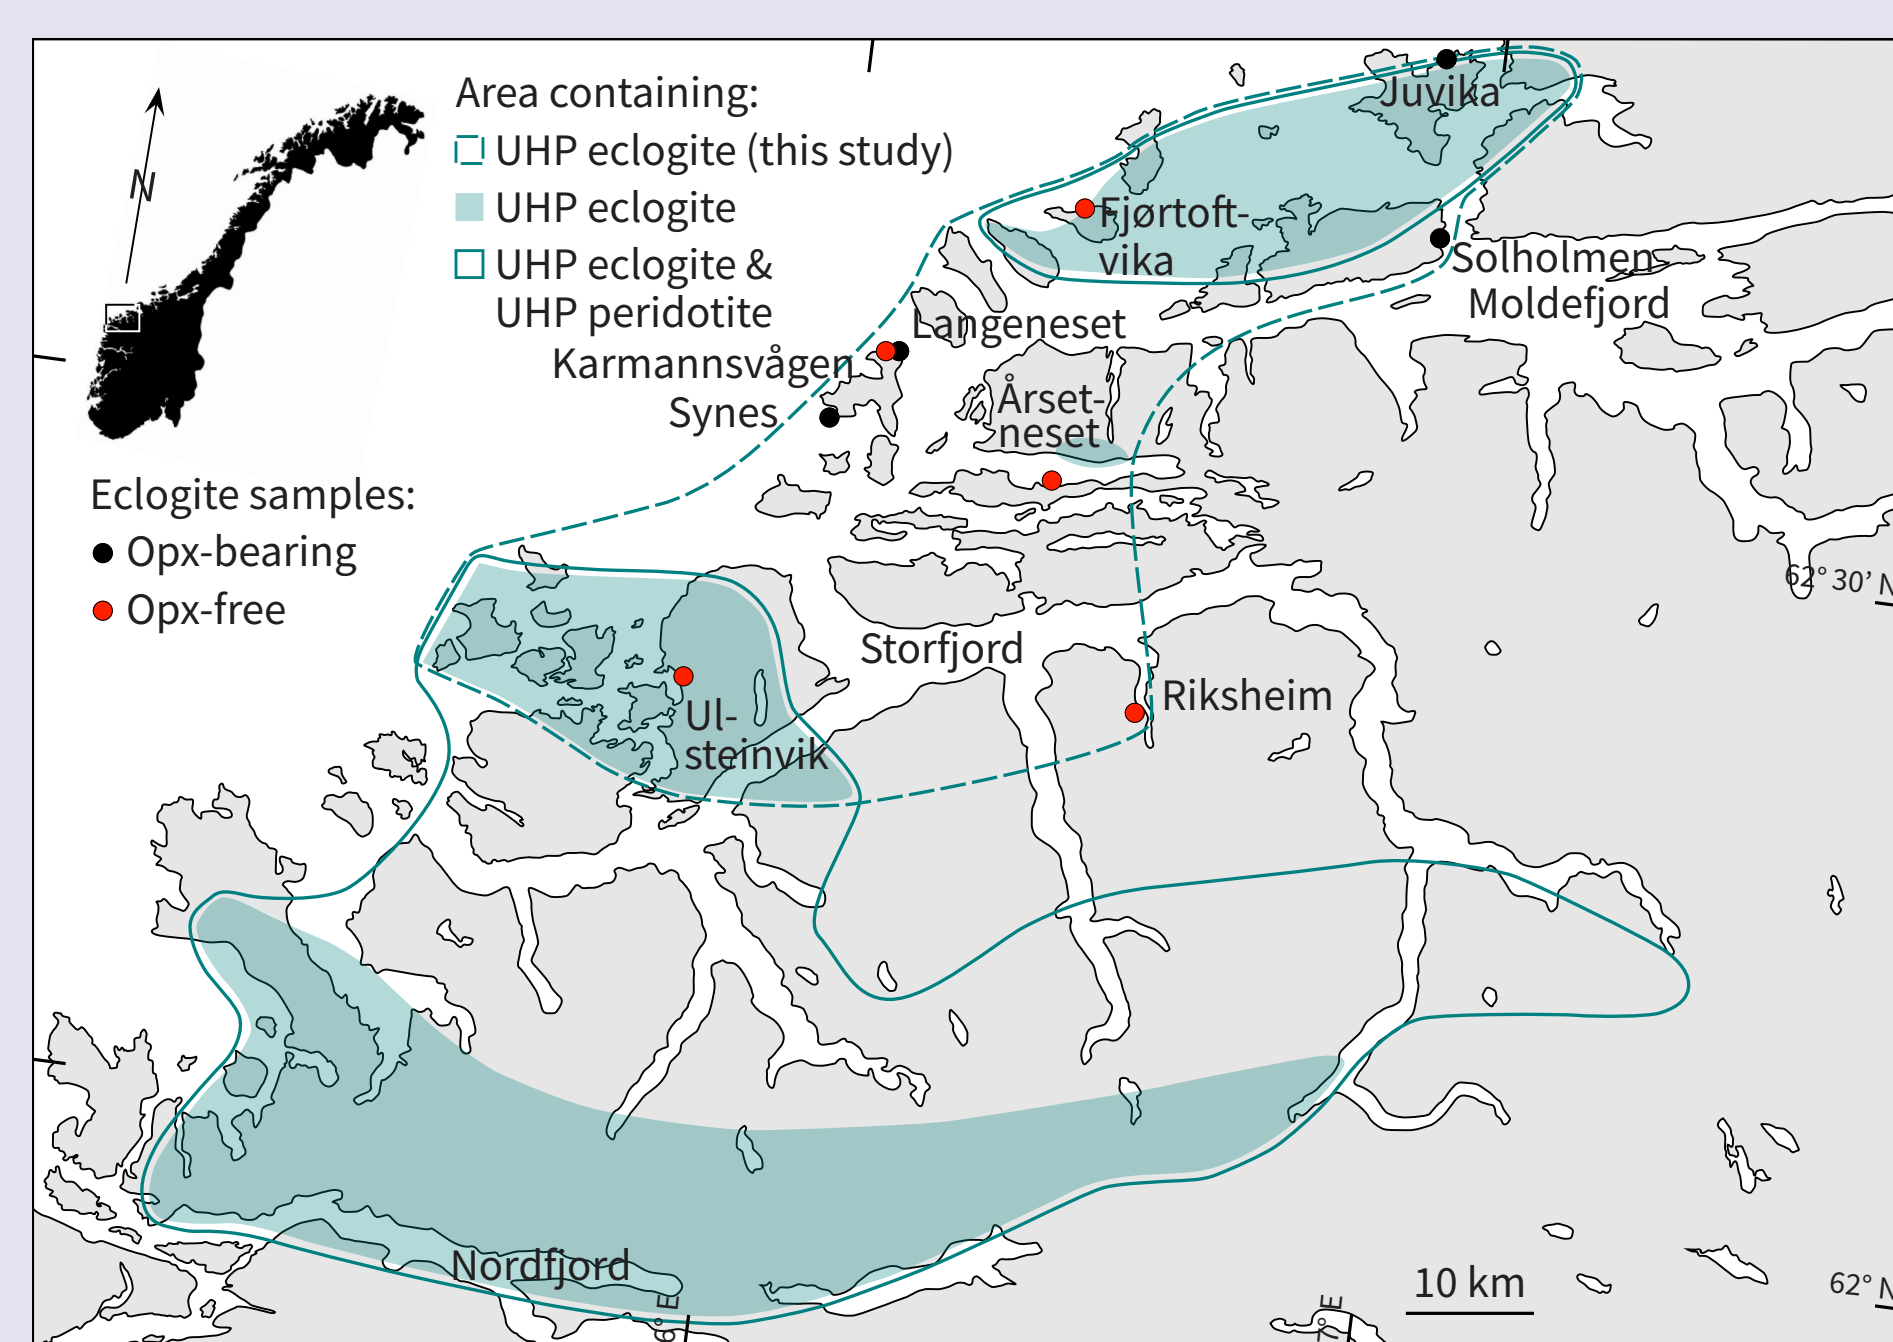 N
Area containing:
UHP eclogite (this study)
UHP eclogite
UHP eclogite &
UHP peridotite
Juvika
Fjørtoft-
vika
Solholmen
Moldefjord
Langeneset
Karmannsvågen
Synes
Årset-
neset
Eclogite samples:
Opx-bearing
Opx-free
62° 30’ N
Storfjord
Riksheim
Ul-
steinvik
Nordfjord
6° E
7° E
10 km
62° N